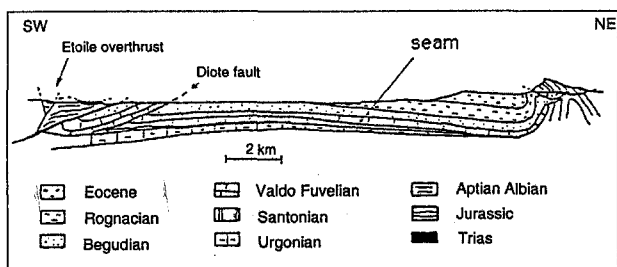 SW
NE
Etoile overthrust
seam
Diote fault
2 km
Eocene
Valdo Fuvelian
Aptian Albian
Rognacian
Santonian
Jurassic
Begudian
Urgonian
Trias